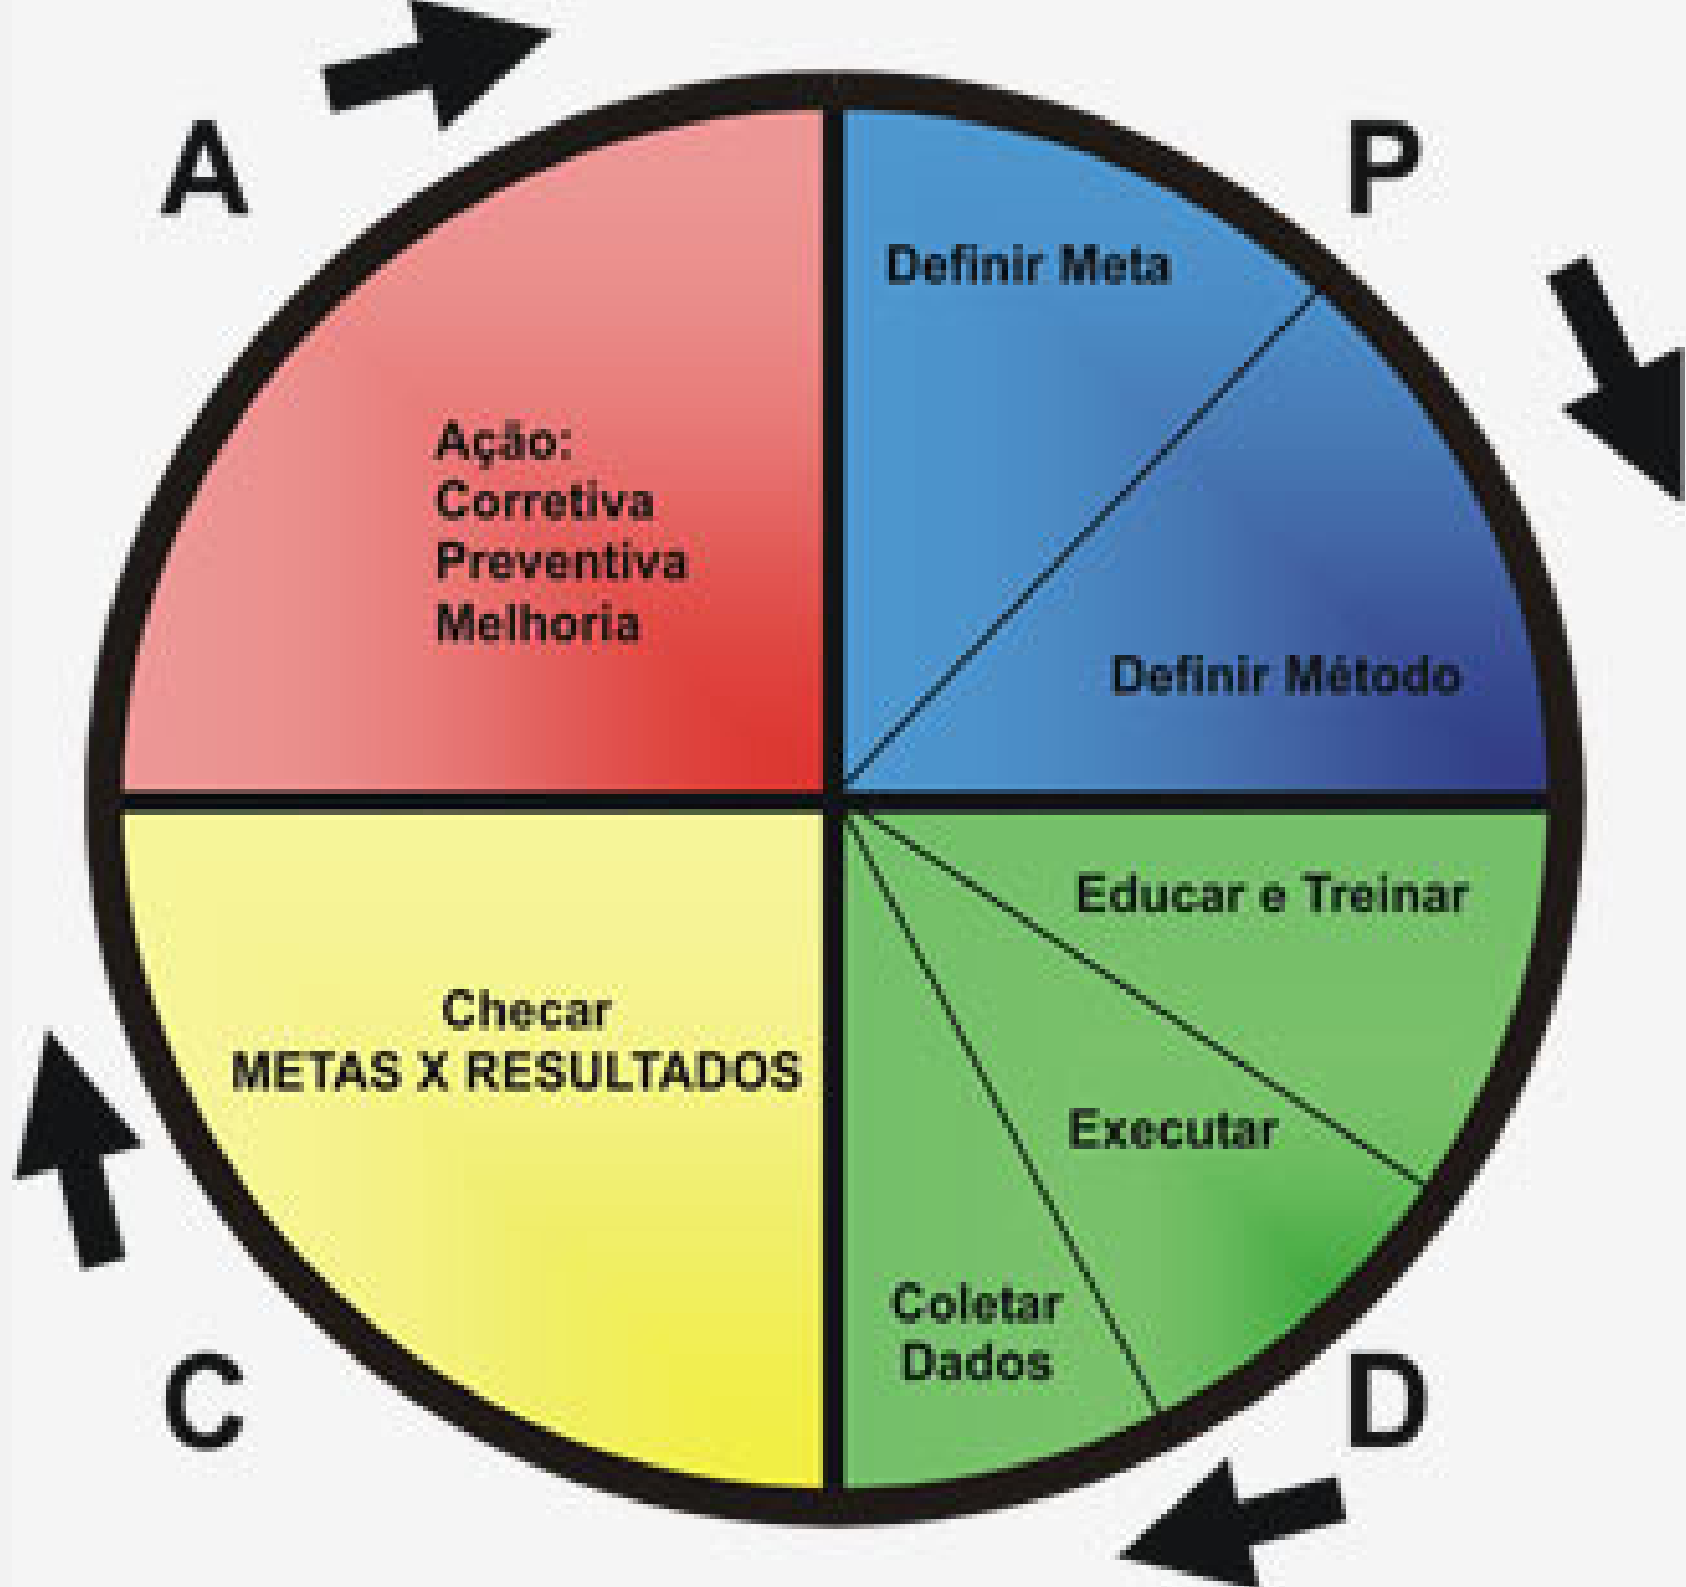 A
P
Definir Meta
Ação:
Corretiva
Preventiva
Melhoria
Definir Método
Educar e Treinar
Checar
METAS X RESULTADOS
Executar
Coletar
Dados
C
D